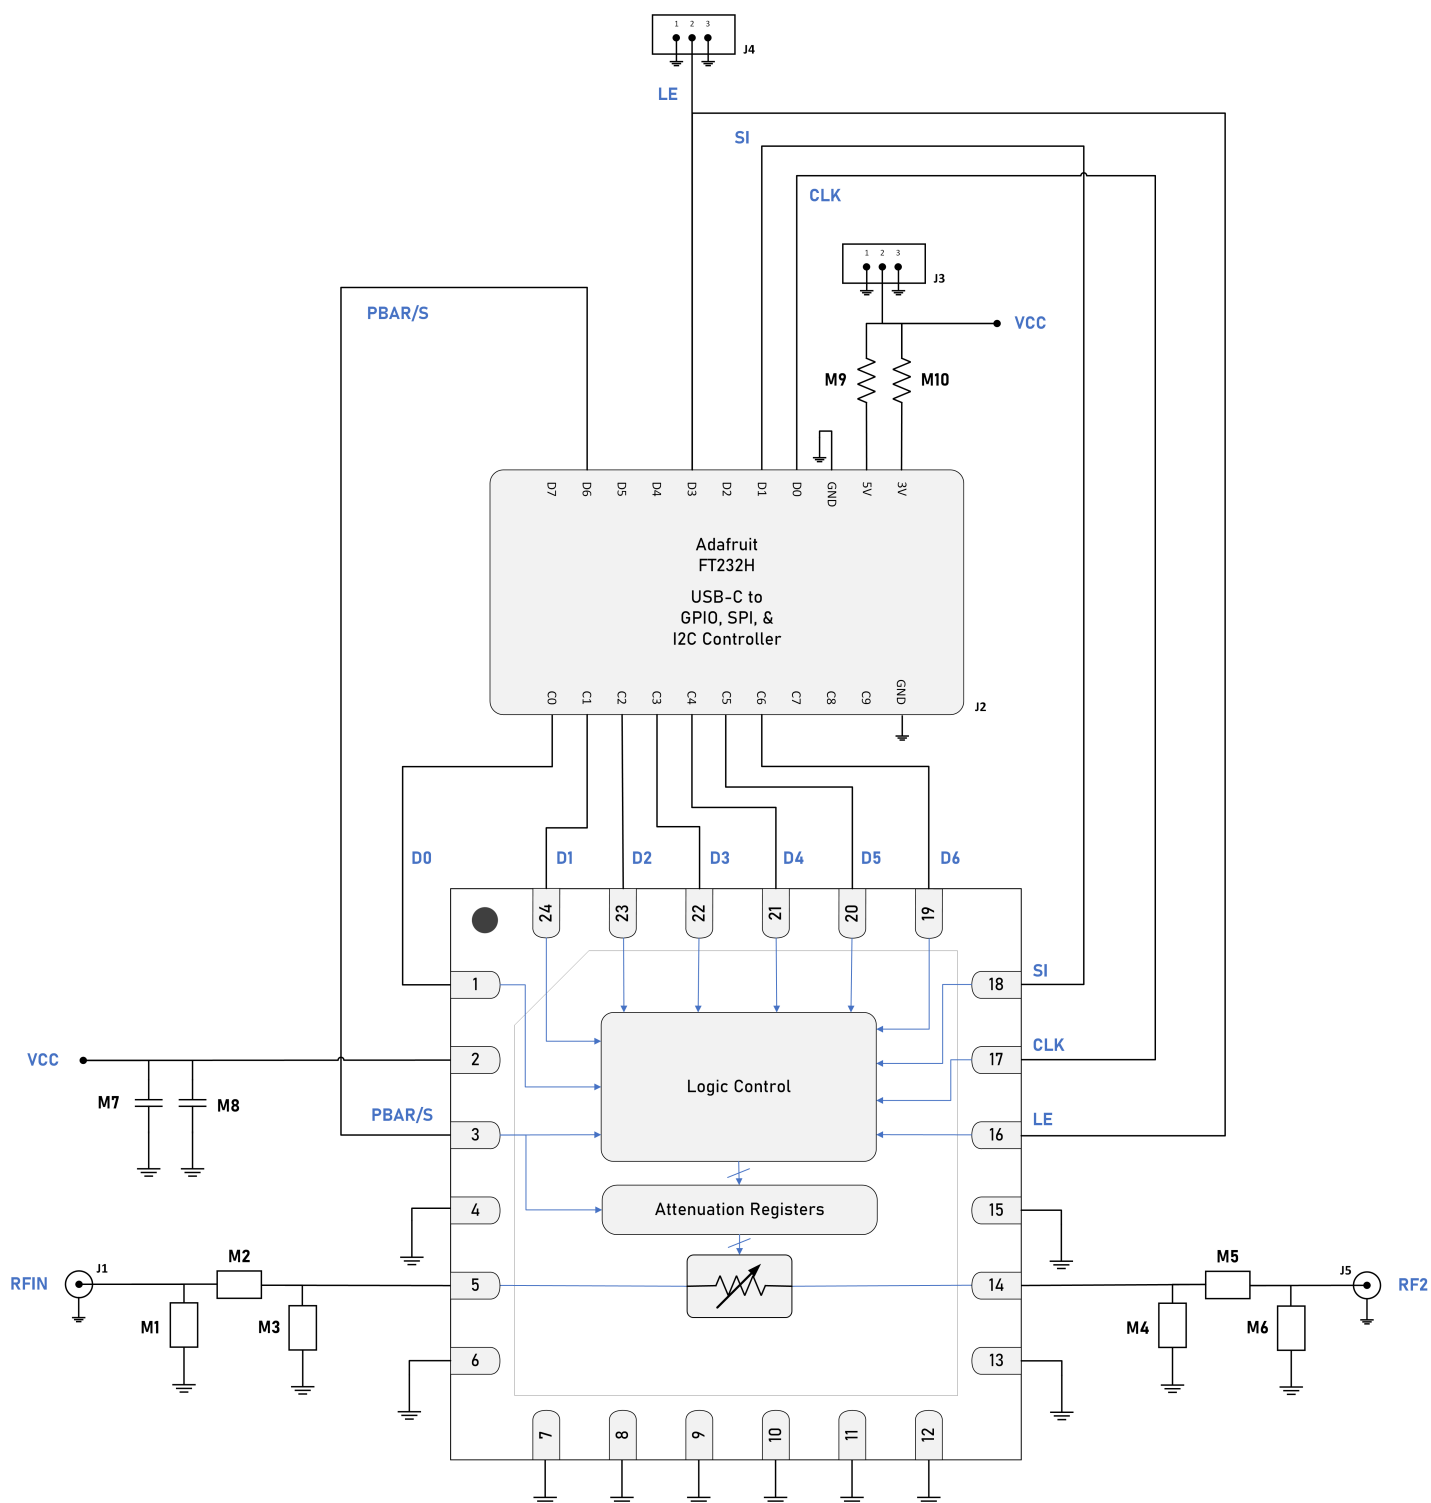 1 2 3
J4
LE
SI
CLK
1 2 3
J3
PBAR/S
VCC
M9
M10
D7 D6 D5 D4 D3 D2 D1 D0 GND 5V 3V
Adafruit
FT232H
USB-C to
GPIO, SPI, &
I2C Controller
C0 C1 C2 C3 C4 C5 C6 C7 C8 C9 GND
J2
D0 D1 D2 D3 D4 D5 D6
24 23 22 21 20 19
SI
1
18
CLK
VCC
2
17
Logic Control
M7
M8
PBAR/S
LE
3
16
4
Attenuation Registers
15
M2
M5
J1
J5
RFIN
5
14
RF2
M1
M3
M4
M6
6
13
7 8 9 10 11 12